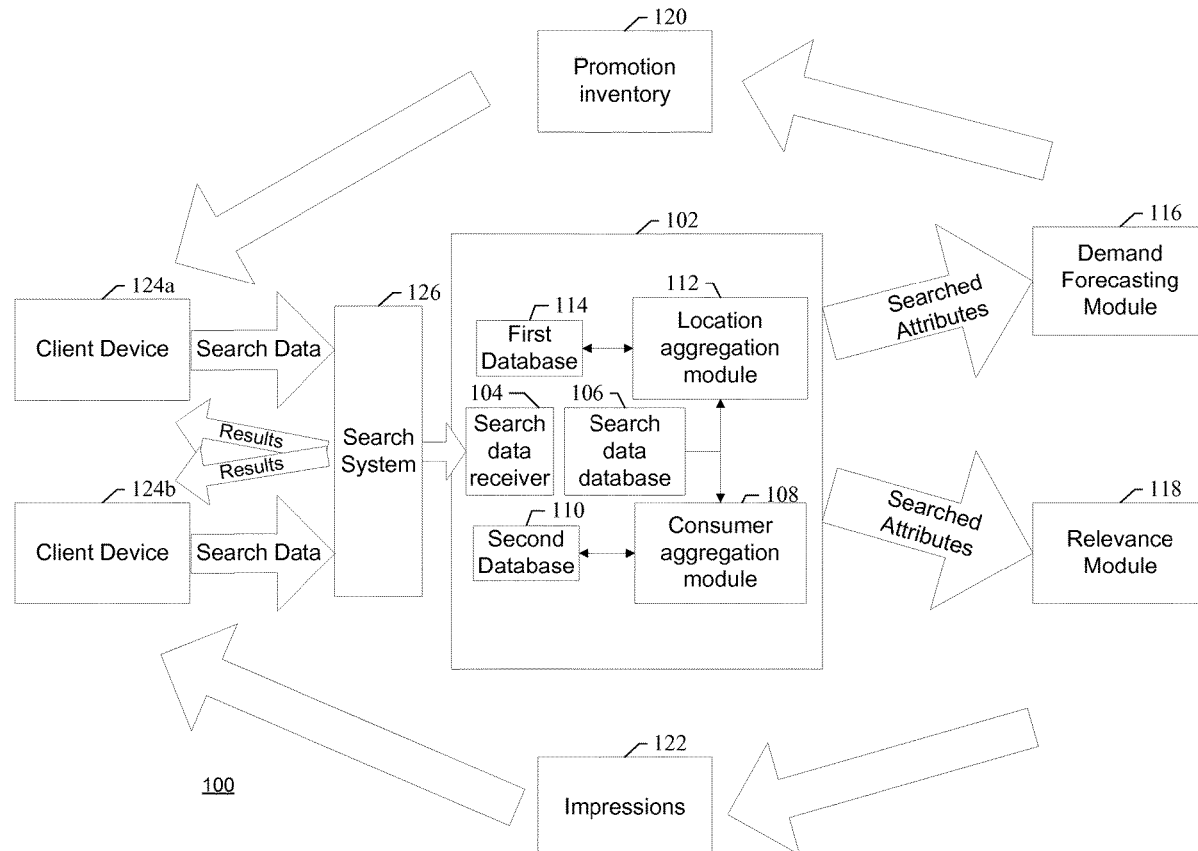 120
Promotion
inventory
102
116
Demand
Forecasting
Module
124a
Client Device
Search Data
126
Search
System
Results
Results
124b
Client Device
Search Data
114
First
Database
112
Location
aggregation
module
104
Search
data
receiver
106
Search
data
database
110
Second
Database
108
Consumer
aggregation
module
Searched
Attributes
Searched
Attributes
118
Relevance
Module
122
Impressions
100